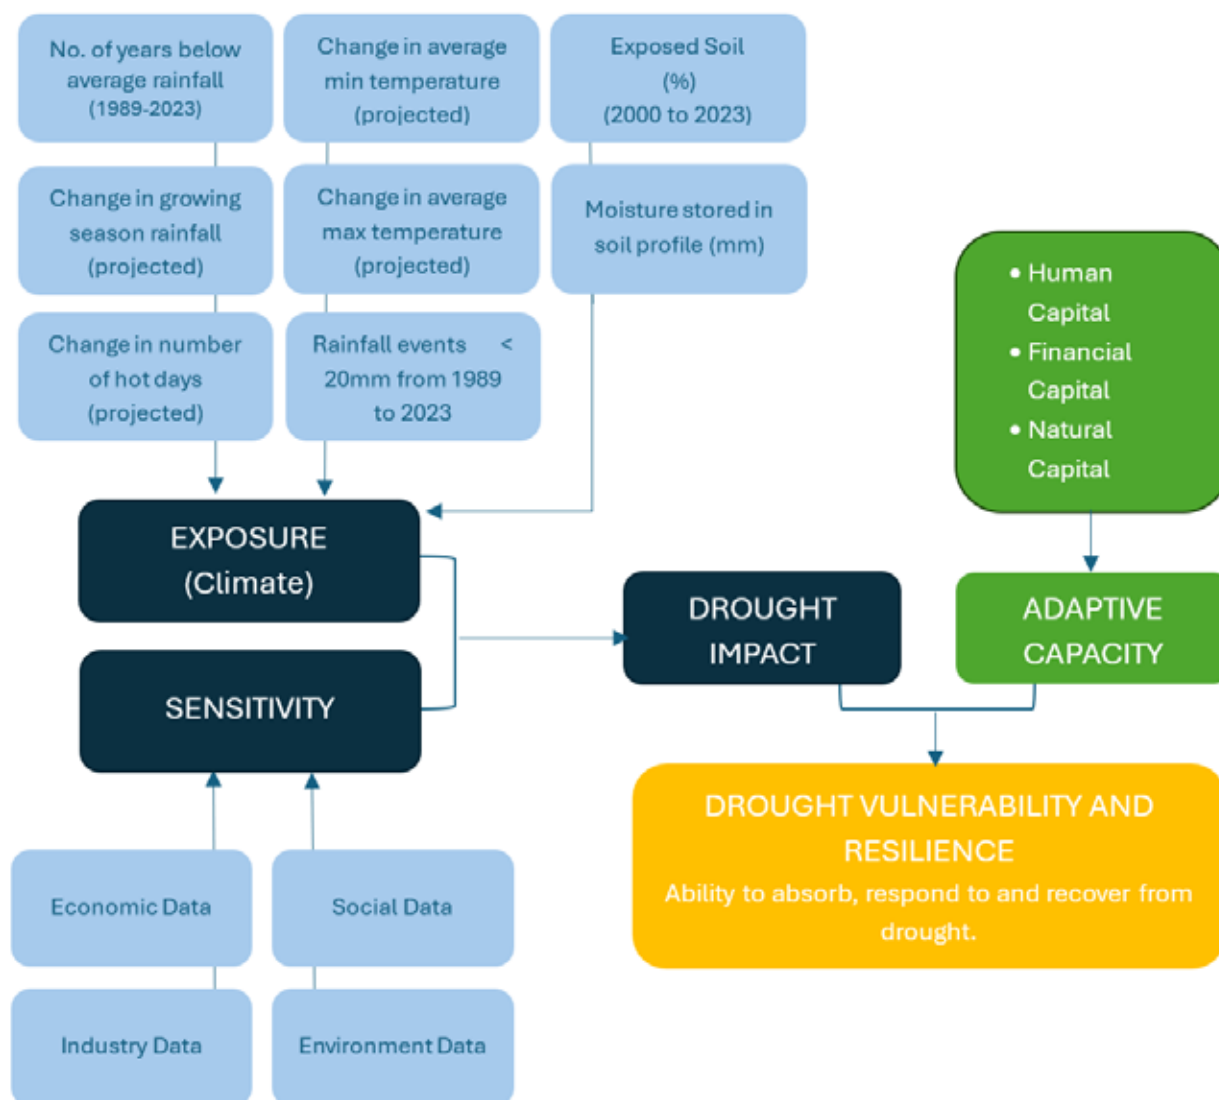 No. of years below
average rainfall
(1989-2023)
Change in average
min temperature
(projected)
Exposed Soil
(%)
(2000 to 2023)
Change in growing
season rainfall
(projected)
Change in average
max temperature
(projected)
Moisture stored in
soil profile (mm)
Change in number
of hot days
(projected)
Rainfall events <
20mm from 1989
to 2023
• Human
Capital
• Financial
Capital
• Natural
Capital
EXPOSURE
(Climate)
SENSITIVITY
DROUGHT
IMPACT
ADAPTIVE
CAPACITY
DROUGHT VULNERABILITY AND
RESILIENCE
Ability to absorb, respond to and recover from
drought.
Economic Data
Social Data
Industry Data
Environment Data